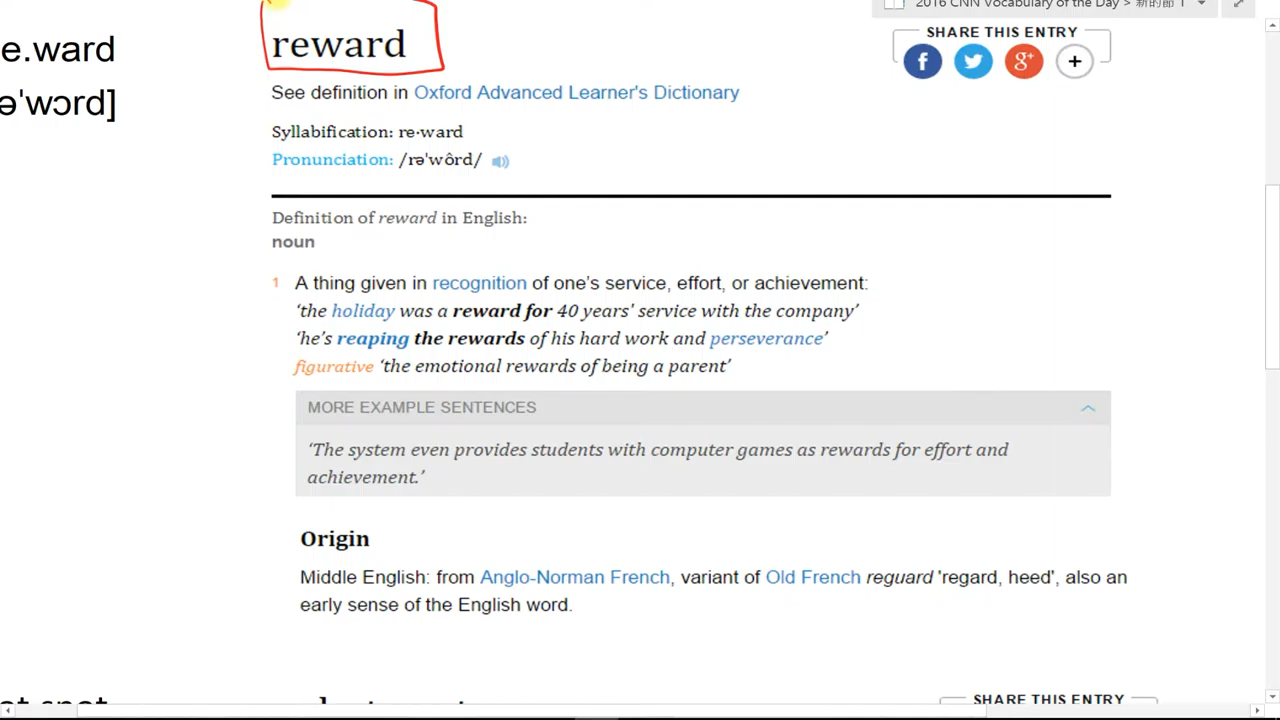 2016 CNN Vocabulary of the Day > 新的節 1
e.ward
reward
SHARE THIS ENTRY
ə'wɔrd]
See definition in Oxford Advanced Learner's Dictionary
Syllabification: re·ward
Pronunciation: /rəˈwôrd/
Definition of reward in English:
noun
1 A thing given in recognition of one's service, effort, or achievement:
‘the holiday was a reward for 40 years' service with the company’
‘he's reaping the rewards of his hard work and perseverance’
figurative ‘the emotional rewards of being a parent’
MORE EXAMPLE SENTENCES
‘The system even provides students with computer games as rewards for effort and
achievement.’
Origin
Middle English: from Anglo-Norman French, variant of Old French reguard 'regard, heed', also an
early sense of the English word.
SHARE THIS ENTRY